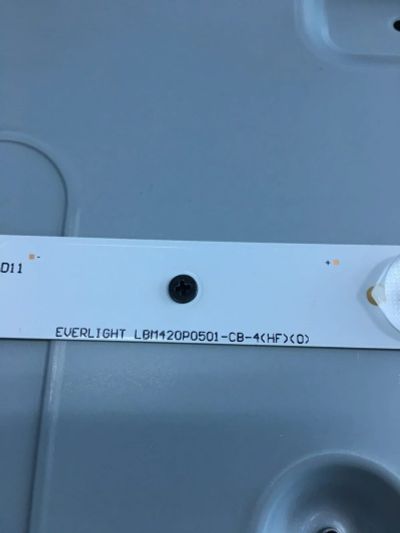 D11 -
+
EVERLIGHT LBM420P0501-CB-4(HF)(0)